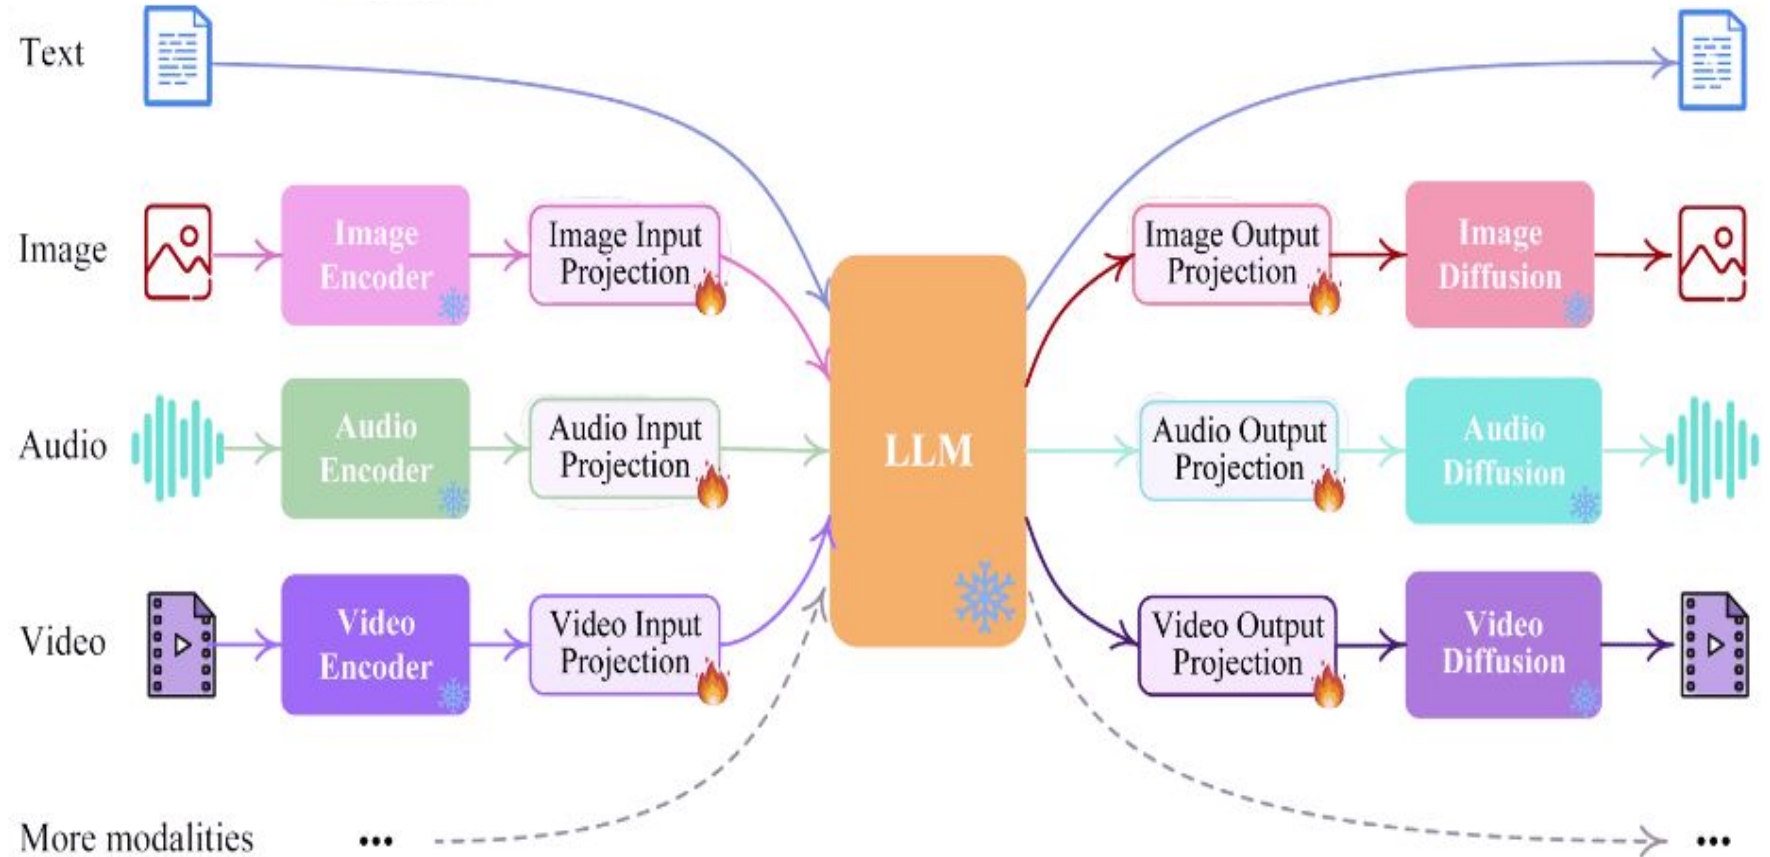 Text
Image
Image
Encoder
Image Input
Projection
Image Output
Projection
Image
Diffusion
Audio
Audio
Encoder
Audio Input
Projection
LLM
Audio Output
Projection
Audio
Diffusion
Video
Video
Encoder
Video Input
Projection
Video Output
Projection
Video
Diffusion
More modalities
...
...